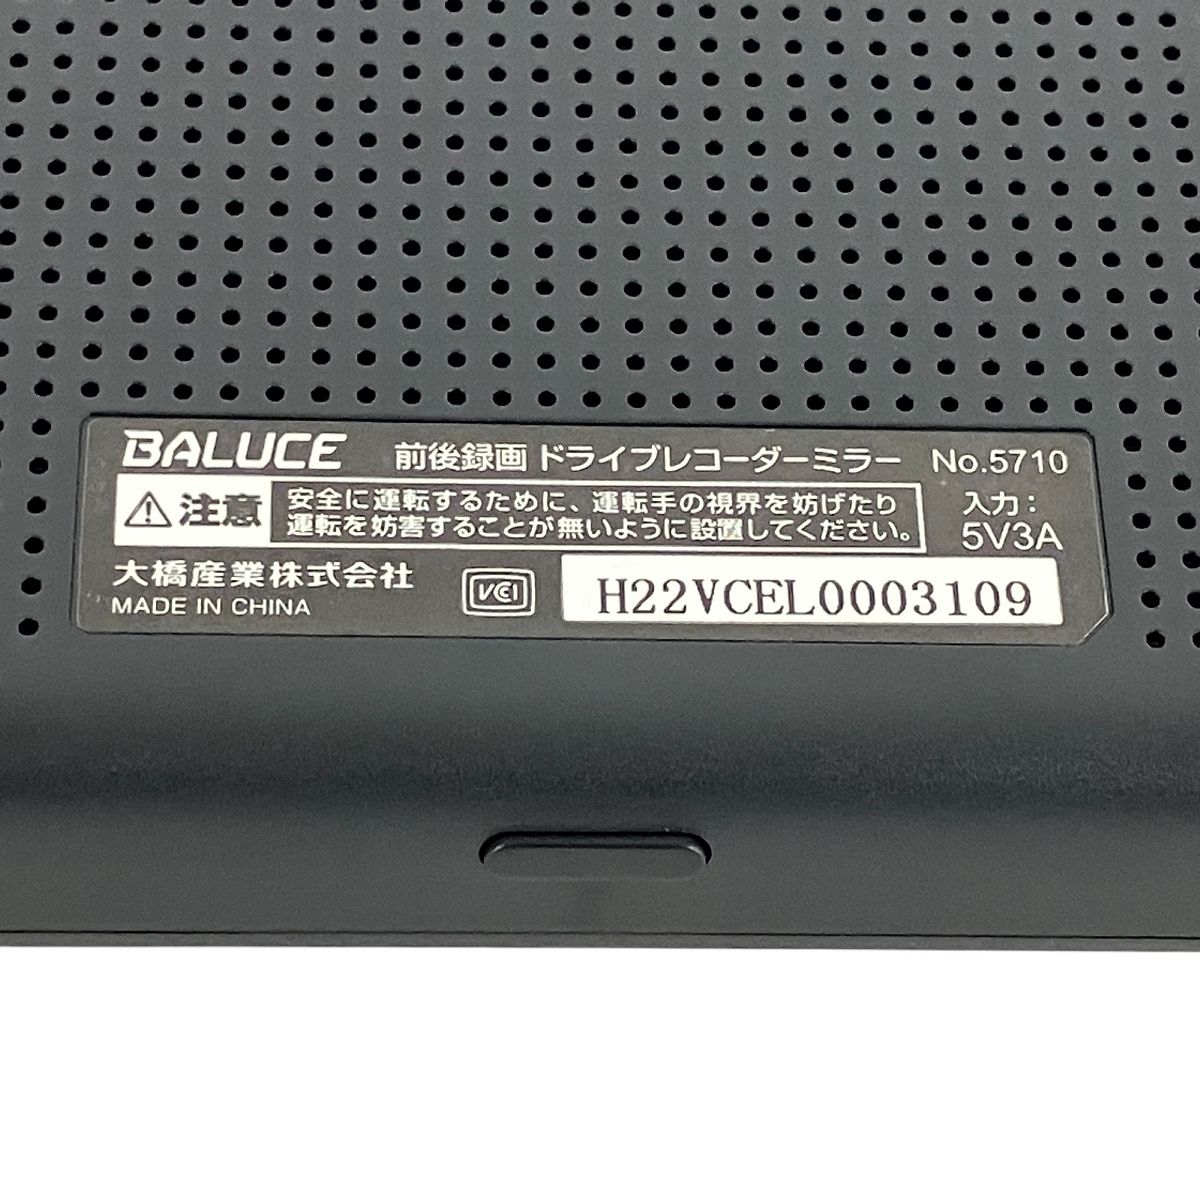 BALUCE 前後録画 ドライブレコーダーミラー No.5710
注意 安全に運転するために、運転手の視界を妨げたり
運転を妨害することが無いように設置してください。
入力：
5V3A
大橋産業株式会社
MADE IN CHINA
VCCI
H22VCEL0003109